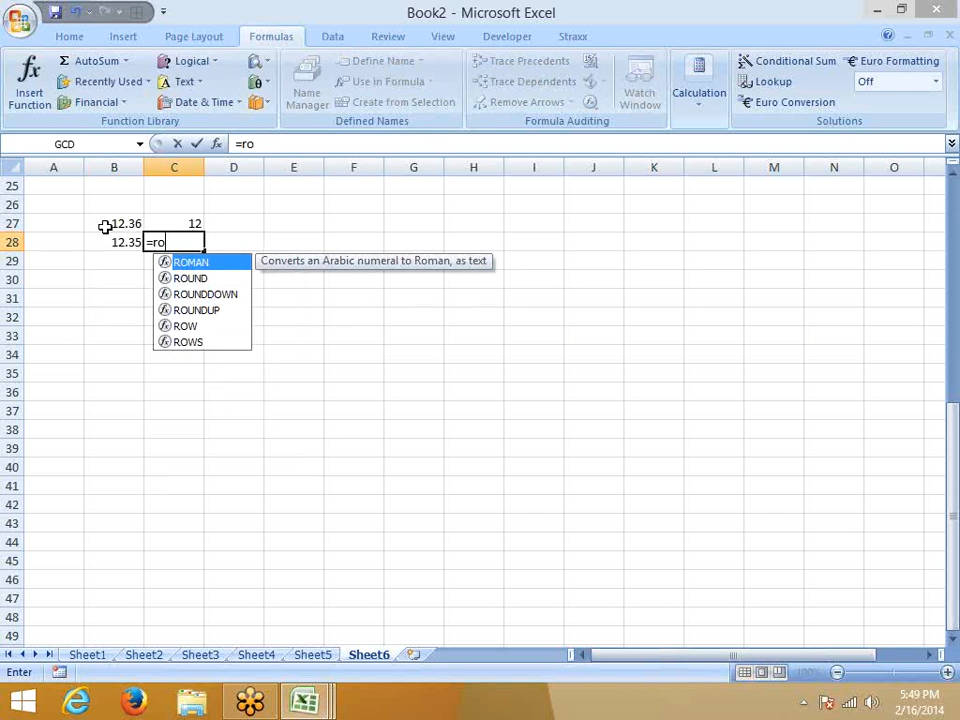 Book2 - Microsoft Excel
Home Insert Page Layout Formulas Data Review View Developer Straxx
fx Insert Function
Σ AutoSum
Recently Used
Financial
Logical
Text
Date & Time
Function Library
Name Manager
Define Name
Use in Formula
Create from Selection
Defined Names
Trace Precedents
Trace Dependents
Remove Arrows
Watch Window
Formula Auditing
Calculation
Conditional Sum
Lookup
Euro Conversion
Euro Formatting
Off
Solutions
GCD fx =ro
A B C D E F G H I J K L M N O
25
26
27 12.36 12
28 12.35 =ro
29
30
31
32
33
34
35
36
37
38
39
40
41
42
43
44
45
46
47
48
49
ROMAN Converts an Arabic numeral to Roman, as text
ROUND
ROUNDDOWN
ROUNDUP
ROW
ROWS
Sheet1 Sheet2 Sheet3 Sheet4 Sheet5 Sheet6
Enter 100%
5:49 PM
2/16/2014